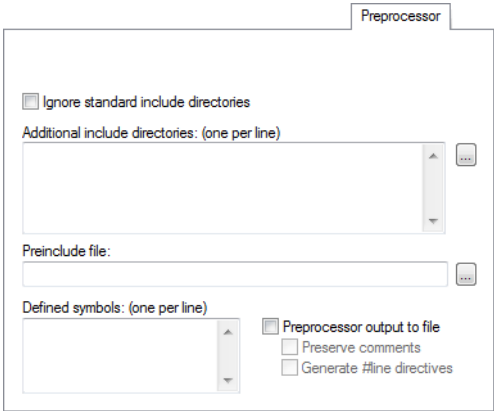 Preprocessor
Ignore standard include directories
Additional include directories: (one per line)
...
Preinclude file:
...
Defined symbols: (one per line)
Preprocessor output to file
Preserve comments
Generate #line directives